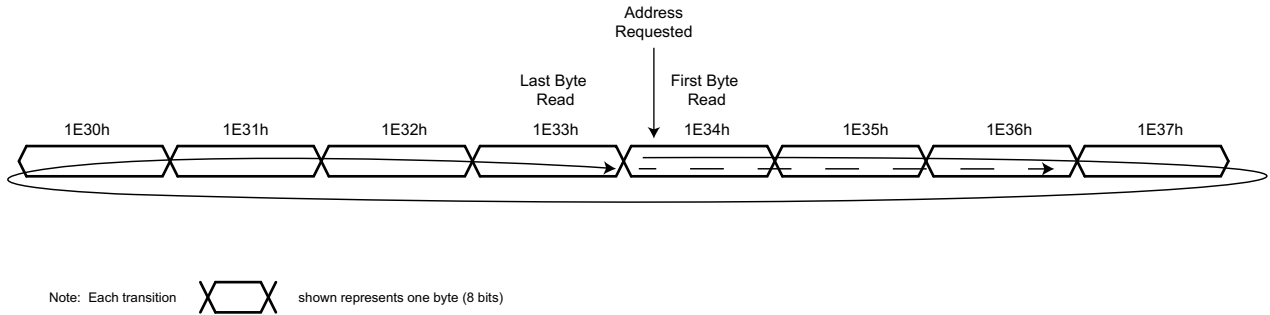 Address
Requested
Last Byte
Read
First Byte
Read
1E30h 1E31h 1E32h 1E33h 1E34h 1E35h 1E36h 1E37h
Note: Each transition shown represents one byte (8 bits)